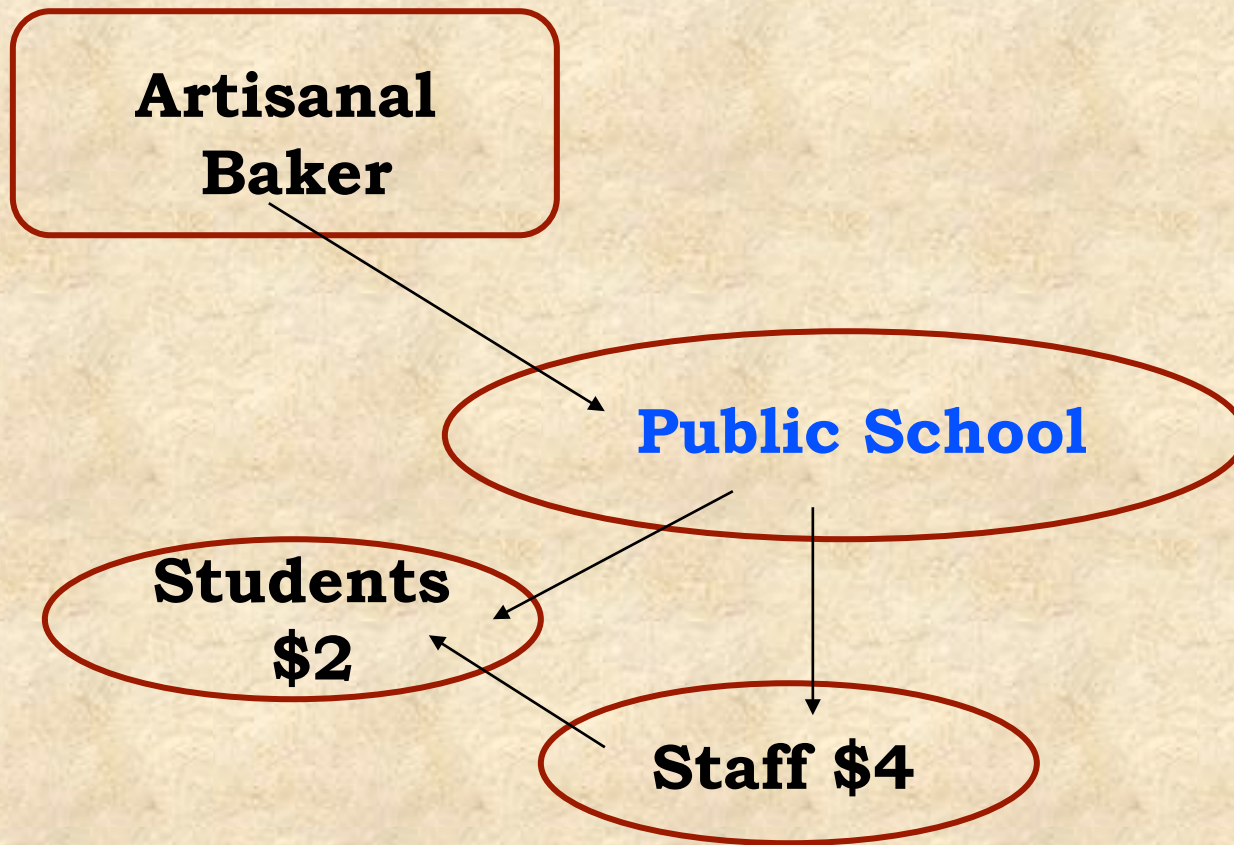 Artisanal
Baker
Public School
Students
$2
Staff $4